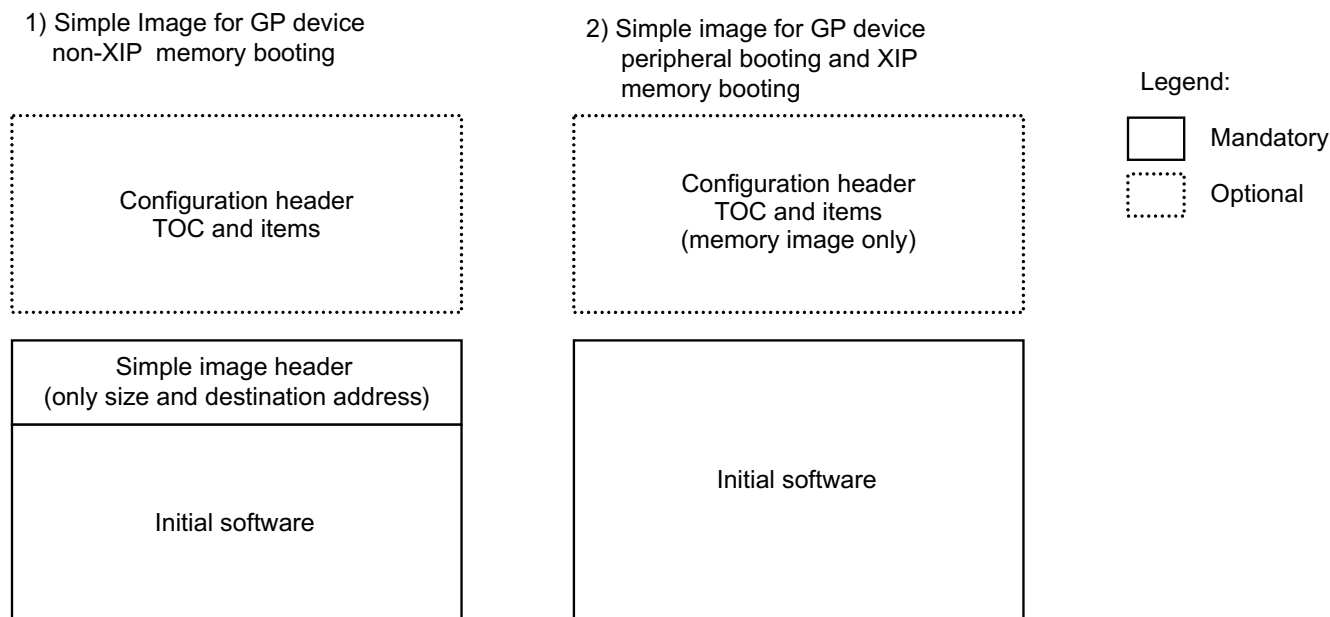 1) Simple Image for GP device
non-XIP memory booting
2) Simple image for GP device
peripheral booting and XIP
memory booting
Legend:
Mandatory
Optional
Configuration header
TOC and items
Configuration header
TOC and items
(memory image only)
Simple image header
(only size and destination address)
Initial software
Initial software